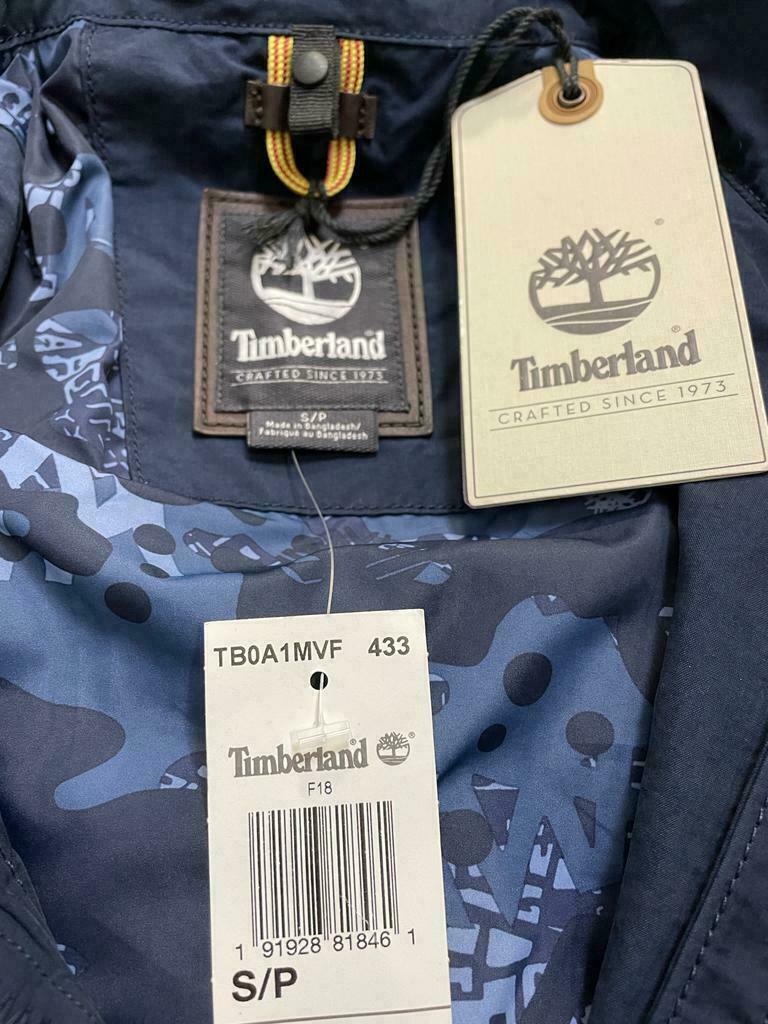 Timberland®
CRAFTED SINCE 1973
S/P
Made in Bangladesh/
Fabriqué au Bangladesh
®
Timberland®
CRAFTED SINCE 1973
TB0A1MVF 433
Timberland®
F18
1 91928 81846 1
S/P